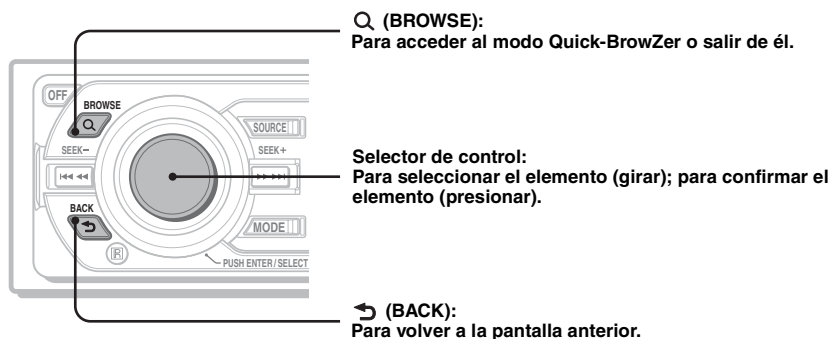 (BROWSE):
Para acceder al modo Quick-BrowZer o salir de él.
OFF
BROWSE
SOURCE
SEEK–
SEEK+
Selector de control:
Para seleccionar el elemento (girar); para confirmar el
elemento (presionar).
BACK
MODE
R
PUSH ENTER / SELECT
(BACK):
Para volver a la pantalla anterior.